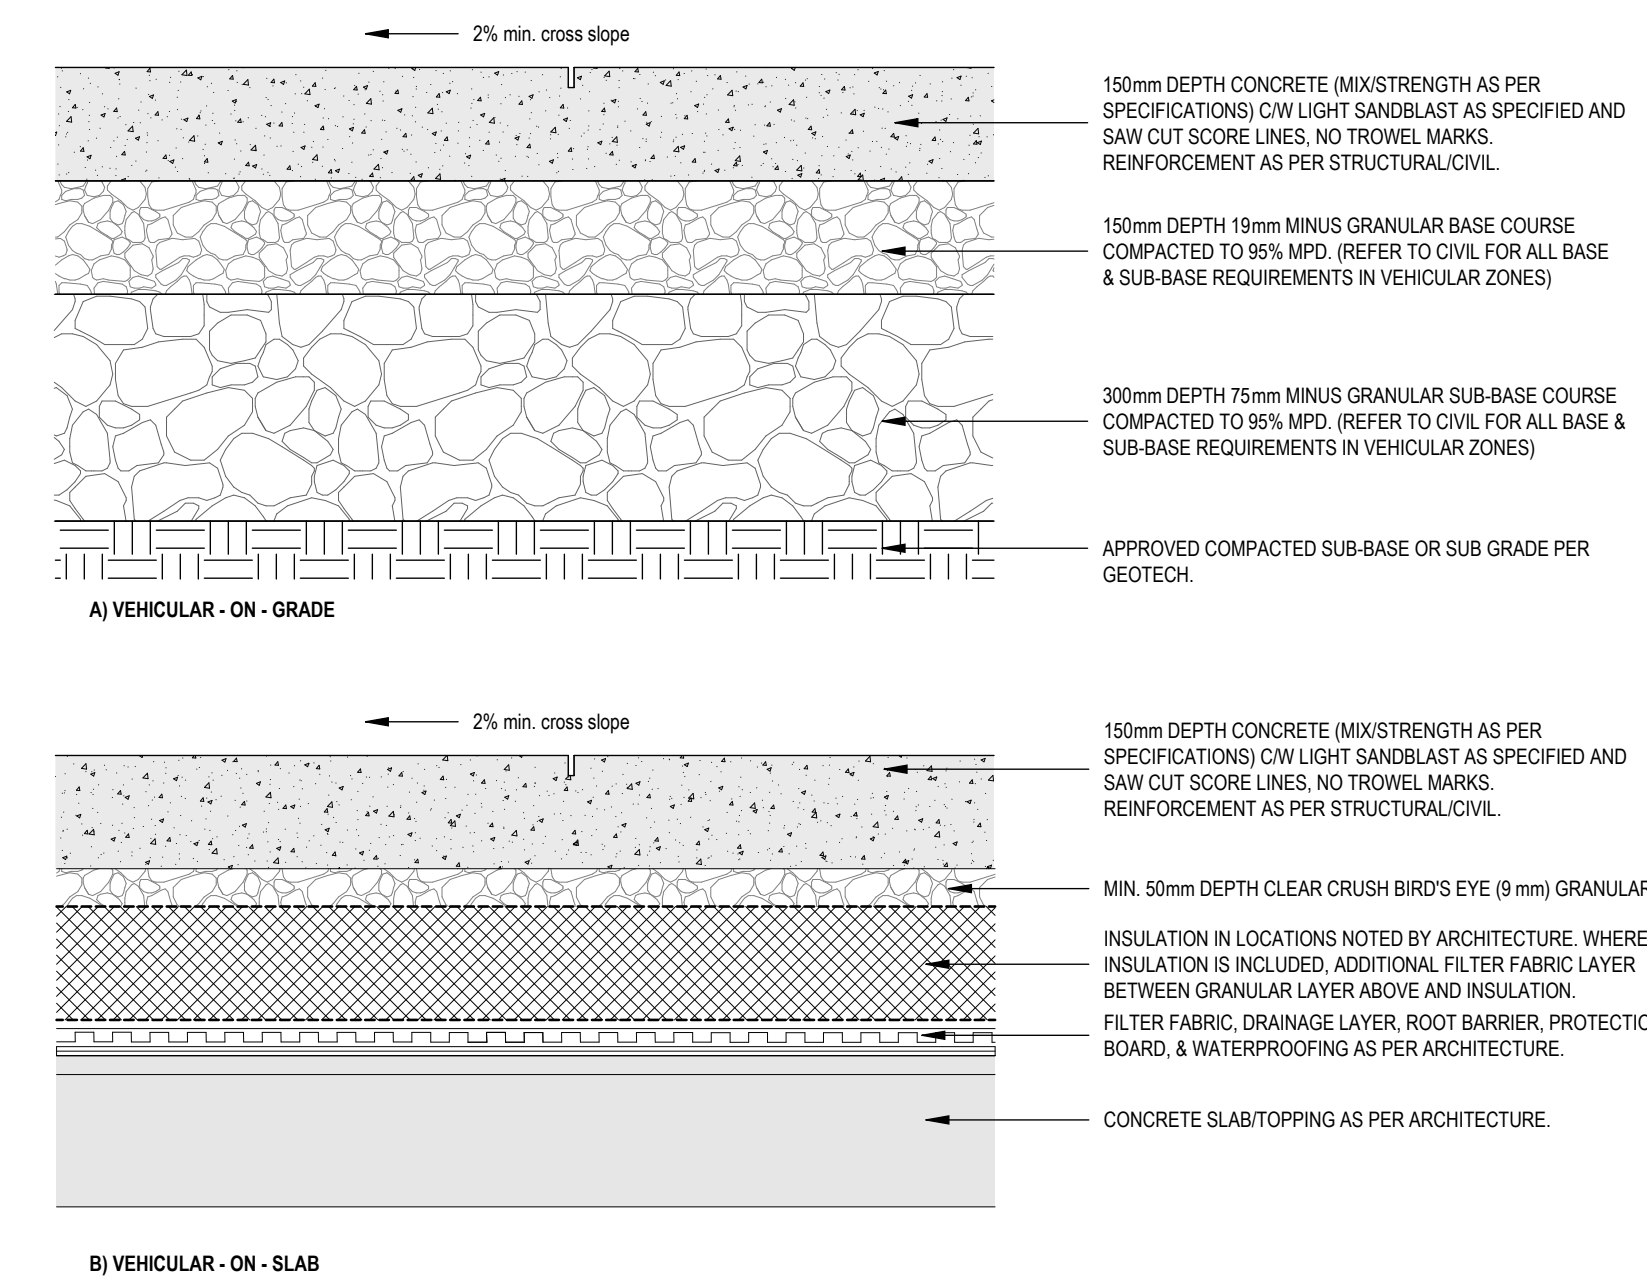 2% min. cross slope
150mm DEPTH CONCRETE (MIX/STRENGTH AS PER
SPECIFICATIONS) C/W LIGHT SANDBLAST AS SPECIFIED AND
SAW CUT SCORE LINES, NO TROWEL MARKS.
REINFORCEMENT AS PER STRUCTURAL/CIVIL.
150mm DEPTH 19mm MINUS GRANULAR BASE COURSE
COMPACTED TO 95% MPD. (REFER TO CIVIL FOR ALL BASE
& SUB-BASE REQUIREMENTS IN VEHICULAR ZONES)
300mm DEPTH 75mm MINUS GRANULAR SUB-BASE COURSE
COMPACTED TO 95% MPD. (REFER TO CIVIL FOR ALL BASE &
SUB-BASE REQUIREMENTS IN VEHICULAR ZONES)
APPROVED COMPACTED SUB-BASE OR SUB GRADE PER
GEOTECH.
A) VEHICULAR - ON - GRADE
2% min. cross slope
150mm DEPTH CONCRETE (MIX/STRENGTH AS PER
SPECIFICATIONS) C/W LIGHT SANDBLAST AS SPECIFIED AND
SAW CUT SCORE LINES, NO TROWEL MARKS.
REINFORCEMENT AS PER STRUCTURAL/CIVIL.
MIN. 50mm DEPTH CLEAR CRUSH BIRD'S EYE (9 mm) GRANULAR
INSULATION IN LOCATIONS NOTED BY ARCHITECTURE. WHERE
INSULATION IS INCLUDED, ADDITIONAL FILTER FABRIC LAYER
BETWEEN GRANULAR LAYER ABOVE AND INSULATION.
FILTER FABRIC, DRAINAGE LAYER, ROOT BARRIER, PROTECTIO
BOARD, & WATERPROOFING AS PER ARCHITECTURE.
CONCRETE SLAB/TOPPING AS PER ARCHITECTURE.
B) VEHICULAR - ON - SLAB